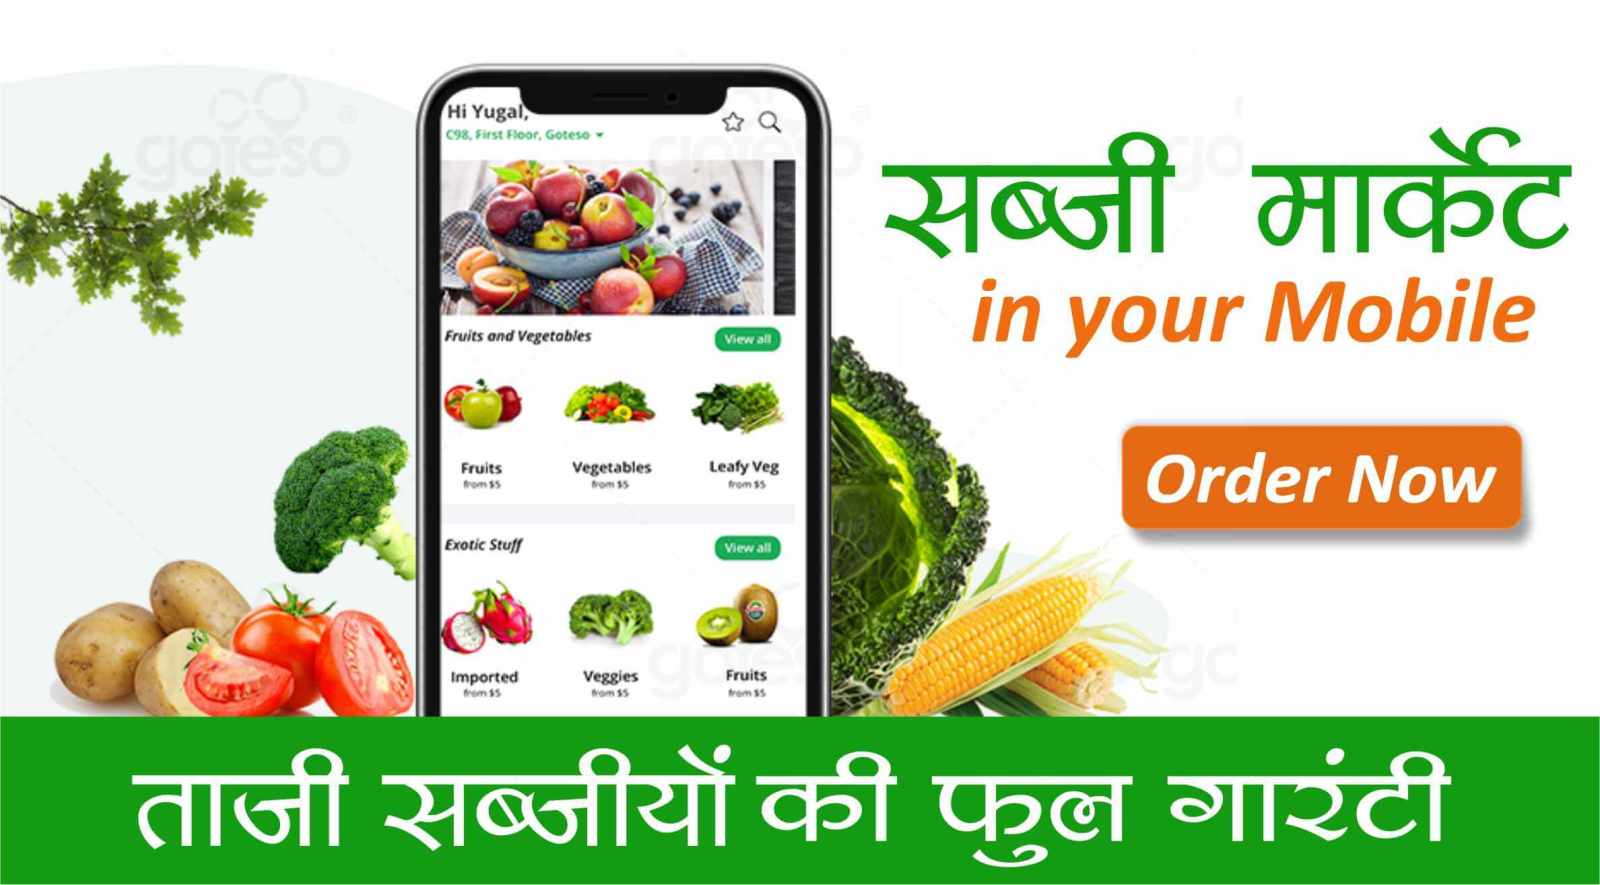 goteso
Hi Yugal,
C98, First Floor, Goteso
Fruits and Vegetables
View all
Fruits
Vegetables
Leafy Veg
from $5
from $5
from $5
Exotic Stuff
View all
Imported
Veggies
Fruits
from $5
from $5
from $5
सब्जी मार्केट
in your Mobile
Order Now
ताजी सब्जीयों की फुल गारंटी